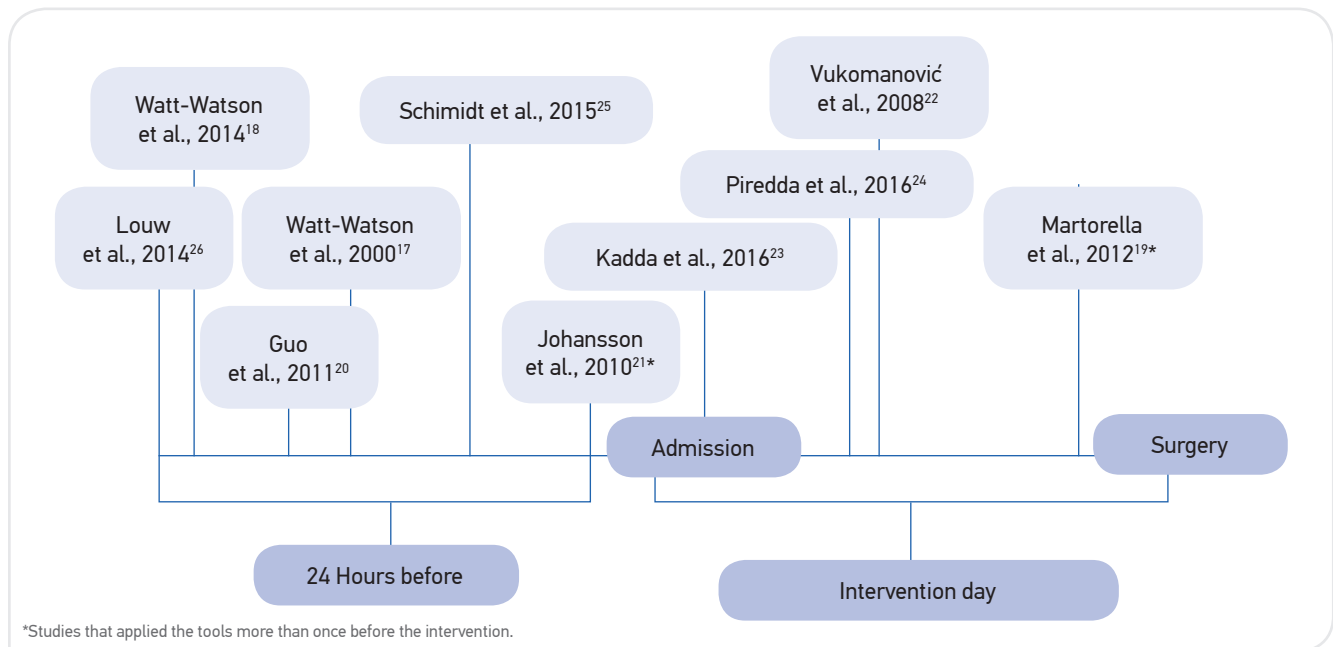 Watt-Watson
et al., 2014¹⁸
Schimidt et al., 2015²⁵
Vukomanović
et al., 2008²²
Louw
et al., 2014²⁶
Watt-Watson
et al., 2000¹⁷
Piredda et al., 2016²⁴
Kadda et al., 2016²³
Martorella
et al., 2012¹⁹*
Guo
et al., 2011²⁰
Johansson
et al., 2010²¹*
Admission
Surgery
24 Hours before
Intervention day
*Studies that applied the tools more than once before the intervention.